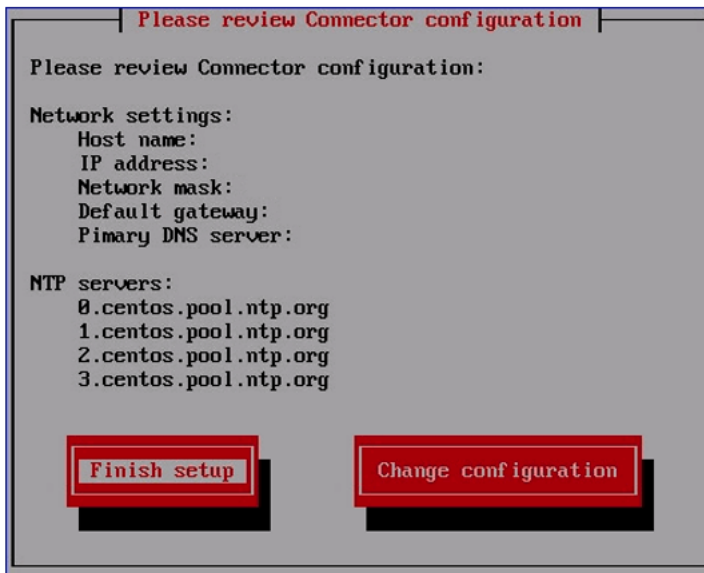 Please review Connector configuration
Please review Connector configuration:
Network settings:
Host name:
IP address:
Network mask:
Default gateway:
Pimary DNS server:
NTP servers:
0.centos.pool.ntp.org
1.centos.pool.ntp.org
2.centos.pool.ntp.org
3.centos.pool.ntp.org
Finish setup
Change configuration